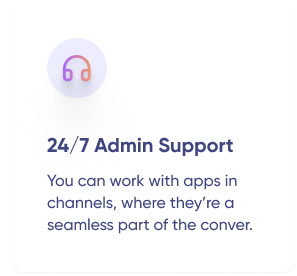 24/7 Admin Support
You can work with apps in
channels, where they’re a
seamless part of the conver.